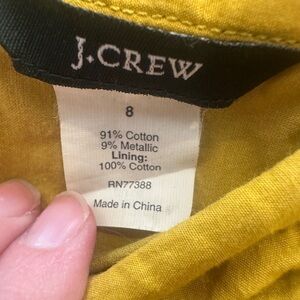 J.CREW
8
91% Cotton
9% Metallic
Lining:
100% Cotton
RN77388
Made in China